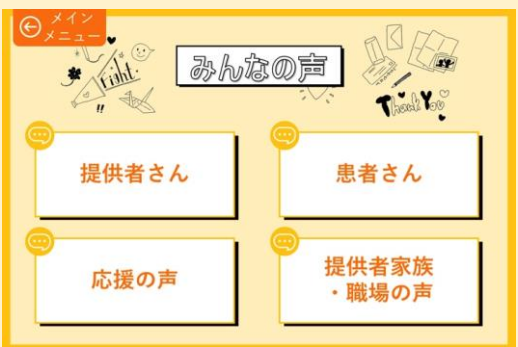 メイン
メニュー
みんなの声
Fight
!!
Thank You
提供者さん
患者さん
応援の声
提供者家族
・職場の声